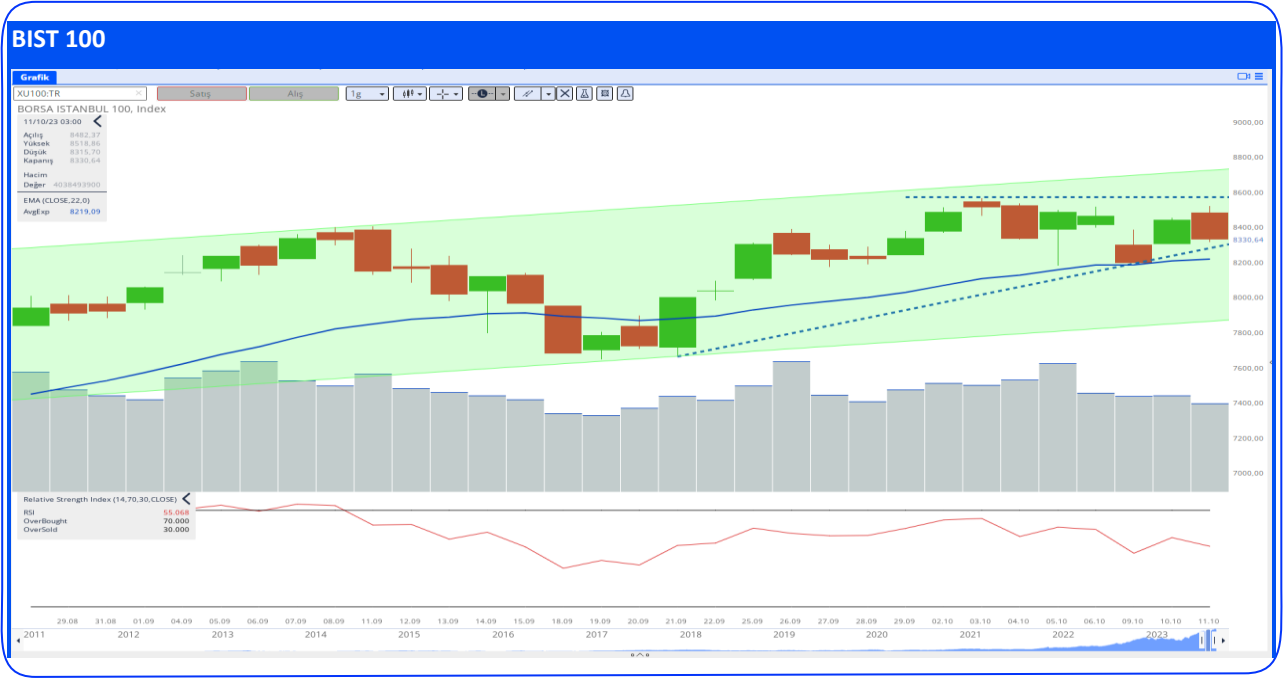 BIST 100
Grafik
XU100:TR
Satış
Alış
1g
L
BORSA ISTANBUL 100, Index
11/10/23 03:00
Açılış 8482,37
Yüksek 8518,86
Düşük 8315,70
Kapanış 8330,64
Hacim
Değer 4038493900
EMA (CLOSE,22,0)
AvgExp 8219,09
9000,00
8800,00
8600,00
8400,00
8330,64
8200,00
8000,00
7800,00
7600,00
7400,00
7200,00
7000,00
Relative Strength Index (14,70,30,CLOSE)
RSI 55.068
OverBought 70.000
OverSold 30.000
29.08 31.08 01.09 04.09 05.09 06.09 07.09 08.09 11.09 12.09 13.09 14.09 15.09 18.09 19.09 20.09 21.09 22.09 25.09 26.09 27.09 28.09 29.09 02.10 03.10 04.10 05.10 06.10 09.10 10.10 11.10
2011 2012 2013 2014 2015 2016 2017 2018 2019 2020 2021 2022 2023